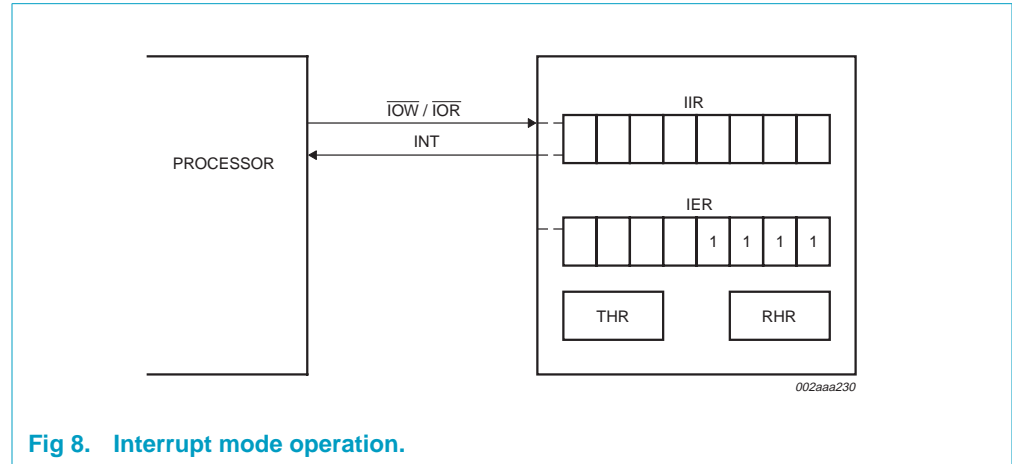 IIR
IOW / IOR
INT
PROCESSOR
IER
1 1 1 1
THR RHR
002aaa230
Fig 8. Interrupt mode operation.